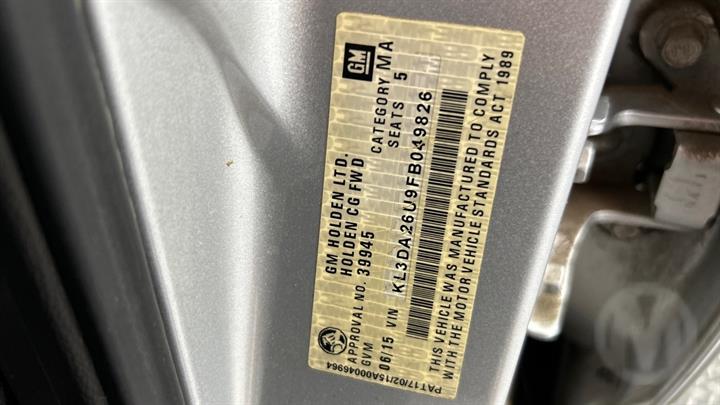 GM HOLDEN LTD.
HOLDEN CG FWD
APPROVAL NO. 39945
CATEGORY MA
GVM
SEATS 5
06/15 VIN KL3DA26U9FB049826
THIS VEHICLE WAS MANUFACTURED TO COMPLY
WITH THE MOTOR VEHICLE STANDARDS ACT 1989
PAT17/02/15A00046964
GM